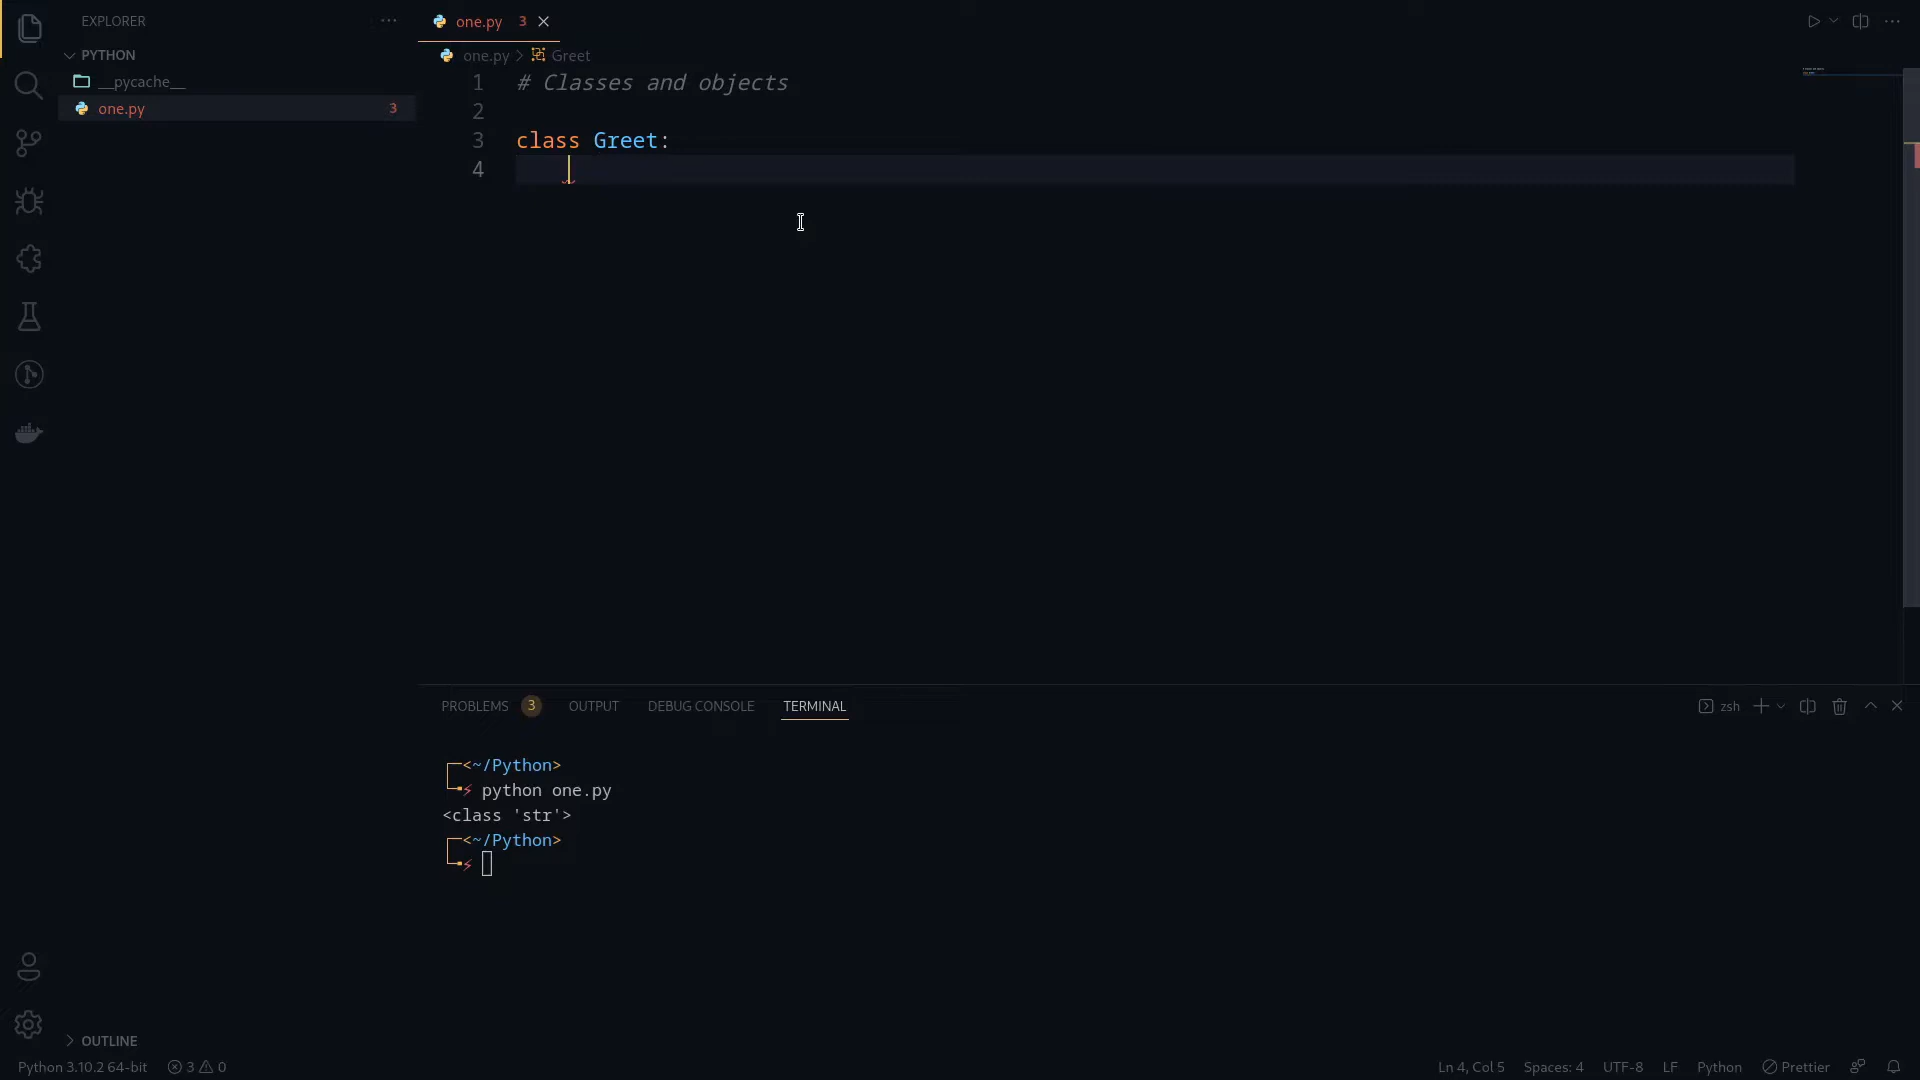 EXPLORER
PYTHON
__pycache__
one.py 3
one.py 3
one.py > Greet
1 # Classes and objects
2
3 class Greet:
4
PROBLEMS 3 OUTPUT DEBUG CONSOLE TERMINAL
zsh
<~/Python>
python one.py
<class 'str'>
<~/Python>
OUTLINE
Python 3.10.2 64-bit 3 0
Ln 4, Col 5 Spaces: 4 UTF-8 LF Python Prettier